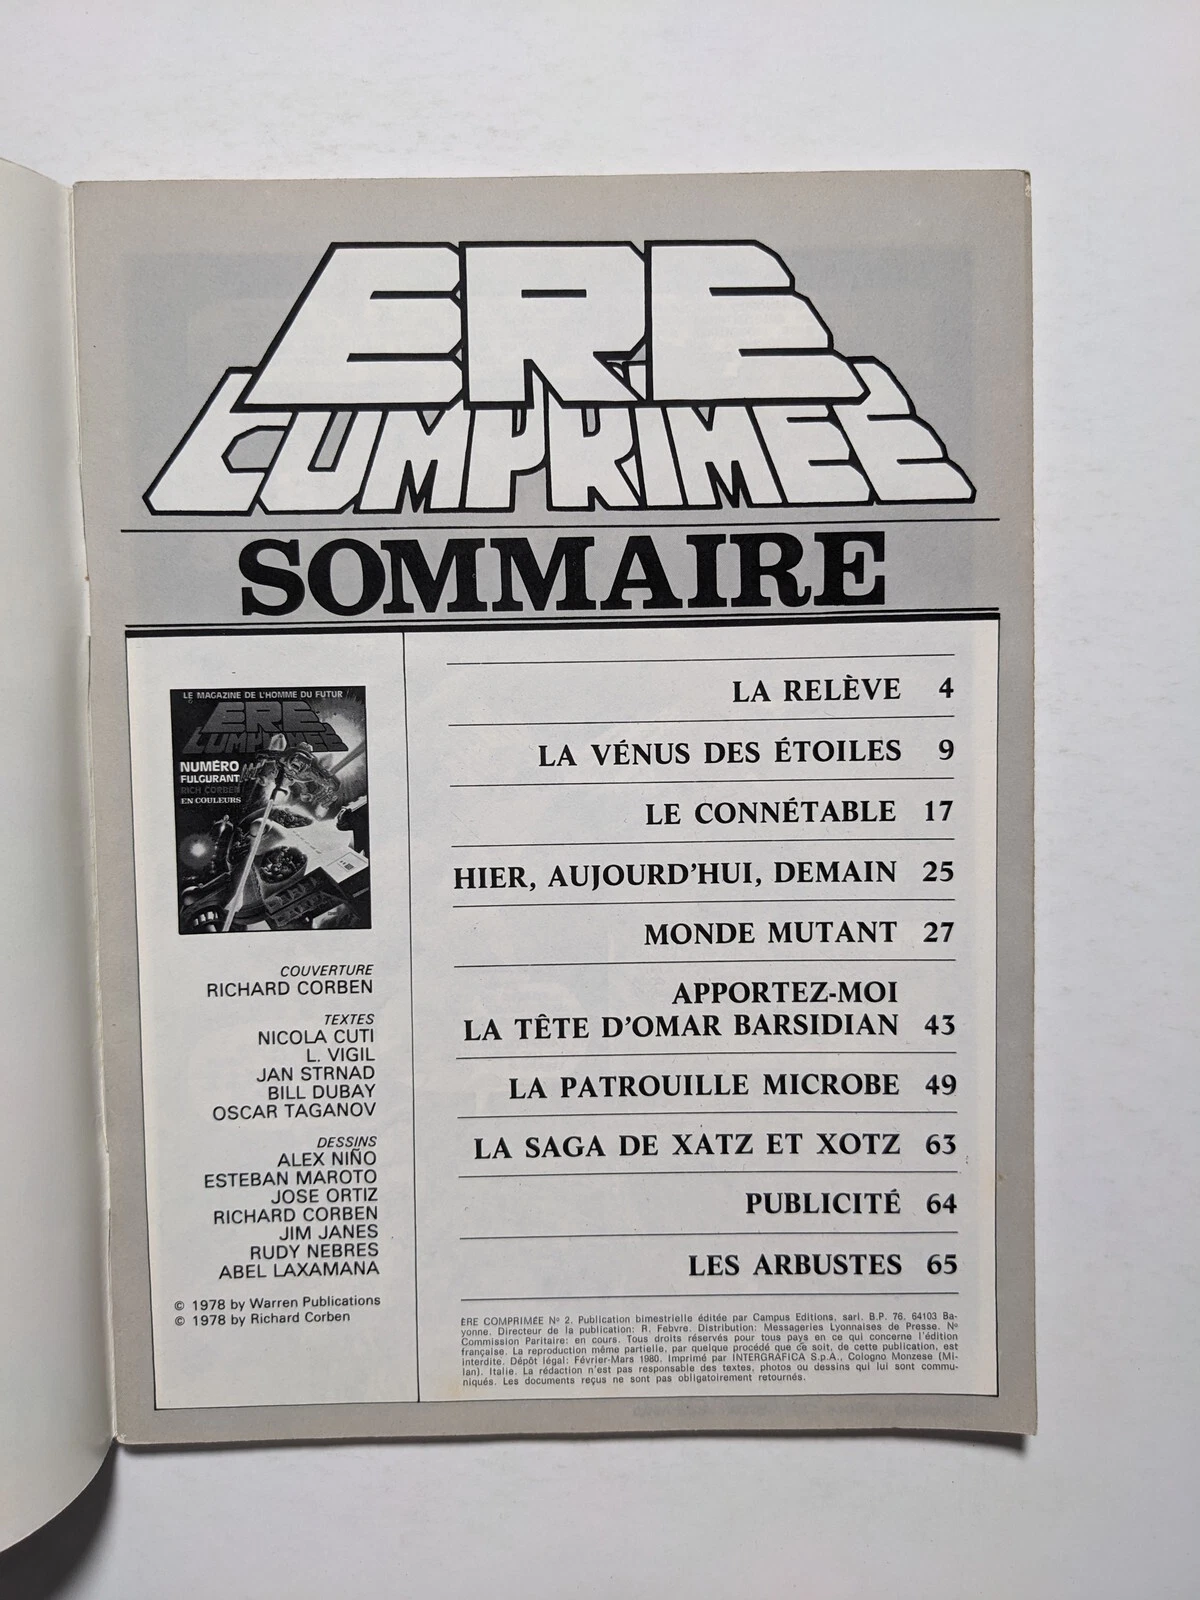 ERE
COMPRIMÉE
SOMMAIRE
LE MAGAZINE DE L'HOMME DU FUTUR
ERE
COMPRIMÉE
NUMÉRO
FULGURANT
RICH CORBEN
EN COULEURS
COUVERTURE
RICHARD CORBEN
TEXTES
NICOLA CUTI
L. VIGIL
JAN STRNAD
BILL DUBAY
OSCAR TAGANOV
DESSINS
ALEX NIÑO
ESTEBAN MAROTO
JOSE ORTIZ
RICHARD CORBEN
JIM JANES
RUDY NEBRES
ABEL LAXAMANA
© 1978 by Warren Publications
© 1978 by Richard Corben
LA RELÈVE 4
LA VÉNUS DES ÉTOILES 9
LE CONNÉTABLE 17
HIER, AUJOURD'HUI, DEMAIN 25
MONDE MUTANT 27
APPORTEZ-MOI
LA TÊTE D'OMAR BARSIDIAN 43
LA PATROUILLE MICROBE 49
LA SAGA DE XATZ ET XOTZ 63
PUBLICITÉ 64
LES ARBUSTES 65
ÈRE COMPRIMÉE Nº 2. Publication bimestrielle éditée par Campus Editions, sarl. B.P. 76, 64103 Ba-
yonne. Directeur de la publication: R. Febvre. Distribution: Messageries Lyonnaises de Presse. Nº
Commission Paritaire: en cours. Tous droits réservés pour tous pays en ce qui concerne l'édition
française. La reproduction même partielle, par quelque procédé que ce soit, de cette publication, est
interdite. Dépôt légal: Février-Mars 1980. Imprimé par INTERGRAFICA S.p.A., Cologno Monzese (Mi-
lan). Italie. La rédaction n'est pas responsable des textes, photos ou dessins qui lui sont commu-
niqués. Les documents reçus ne sont pas obligatoirement retournés.